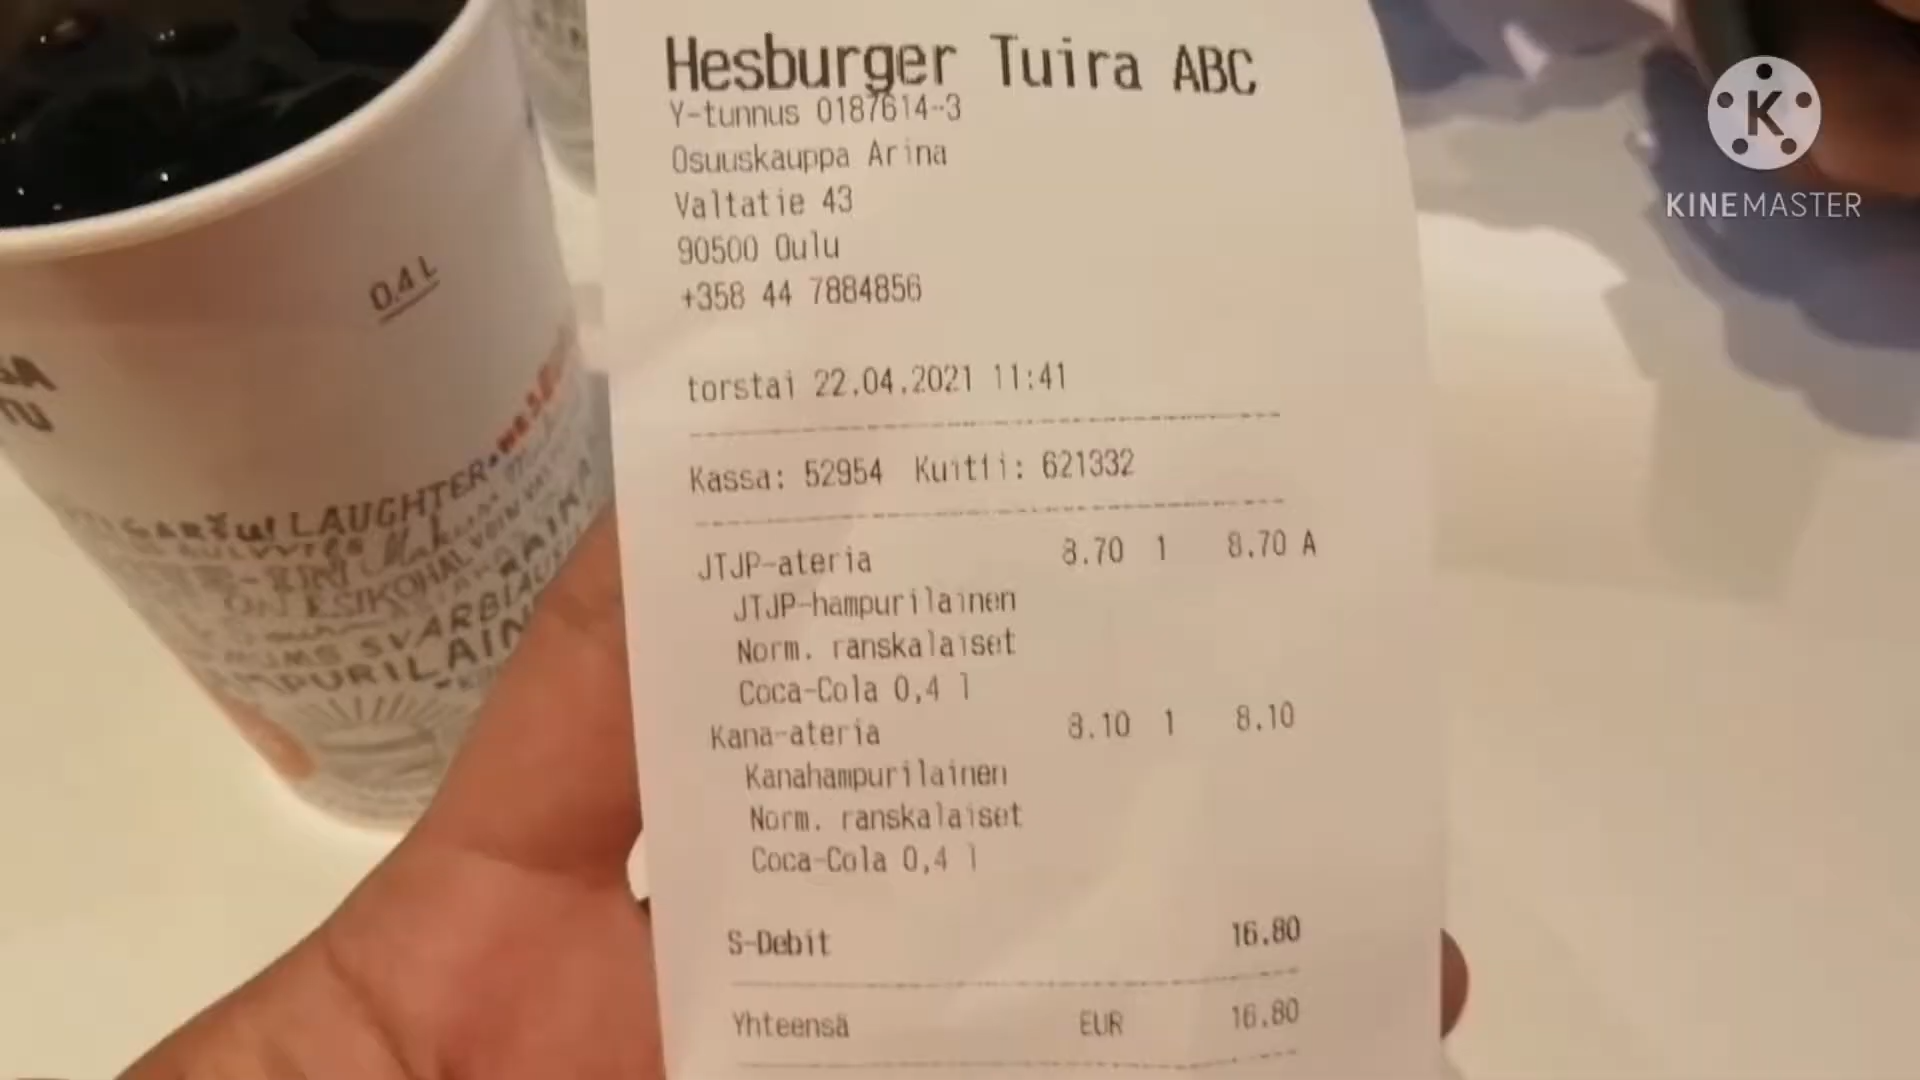 Hesburger Tuira ABC
Y-tunnus 0187614-3
Osuuskauppa Arina
Valtatie 43
90500 Oulu
+358 44 7884856
torstai 22.04.2021 11:41
Kassa: 52954 Kuitti: 621332
JTJP-ateria 8.70 1 8.70 A
JTJP-hampurilainen
Norm. ranskalaiset
Coca-Cola 0,4 l
Kana-ateria 8.10 1 8.10
Kanahampurilainen
Norm. ranskalaiset
Coca-Cola 0,4 l
S-Debit 16.80
Yhteensä EUR 16.80
0.4 L
LAUGHTER
K
KINEMASTER